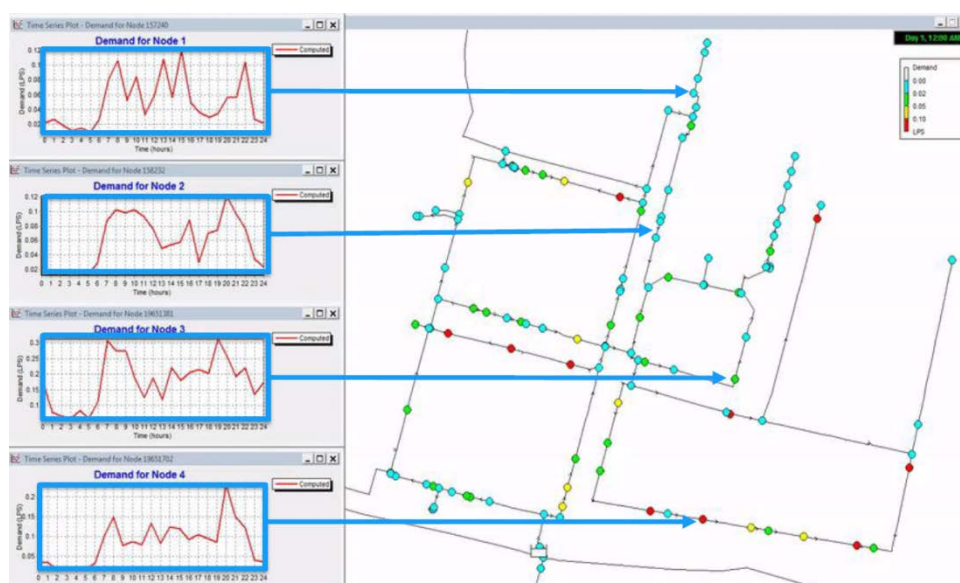 Time Series Plot - Demand for Node 157240
Demand for Node 1
Computed
Demand (LPS)
0.12
0.08
0.06
0.04
0.02
0 1 2 3 4 5 6 7 8 9 10 11 12 13 14 15 16 17 18 19 20 21 22 23 24
Time (hours)
Time Series Plot - Demand for Node 158232
Demand for Node 2
Computed
Demand (LPS)
0.12
0.1
0.08
0.06
0.04
0.02
0 1 2 3 4 5 6 7 8 9 10 11 12 13 14 15 16 17 18 19 20 21 22 23 24
Time (hours)
Time Series Plot - Demand for Node 19651381
Demand for Node 3
Computed
Demand (LPS)
0.3
0.25
0.2
0.15
0.1
0 1 2 3 4 5 6 7 8 9 10 11 12 13 14 15 16 17 18 19 20 21 22 23 24
Time (hours)
Time Series Plot - Demand for Node 19651702
Demand for Node 4
Computed
Demand (LPS)
0.2
0.15
0.1
0.05
0 1 2 3 4 5 6 7 8 9 10 11 12 13 14 15 16 17 18 19 20 21 22 23 24
Day 1, 12:00 AM
Demand
0.00
0.02
0.05
0.10
LPS